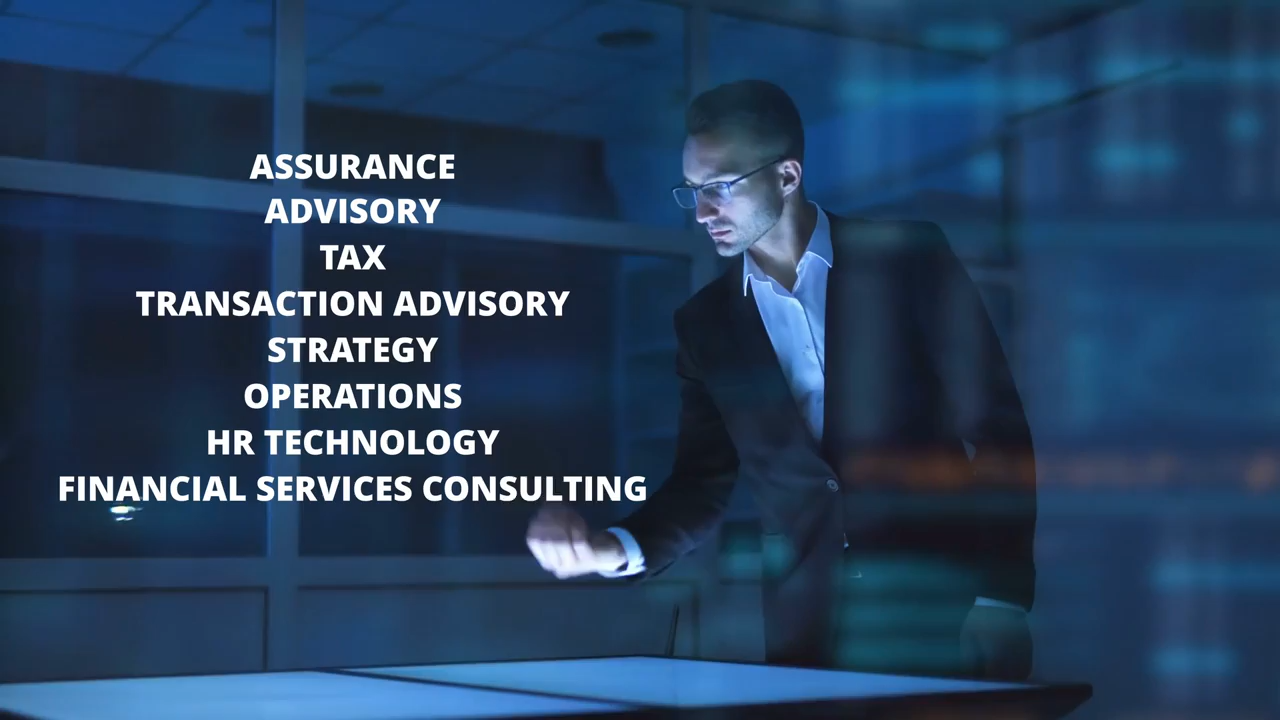 ASSURANCE
ADVISORY
TAX
TRANSACTION ADVISORY
STRATEGY
OPERATIONS
HR TECHNOLOGY
FINANCIAL SERVICES CONSULTING